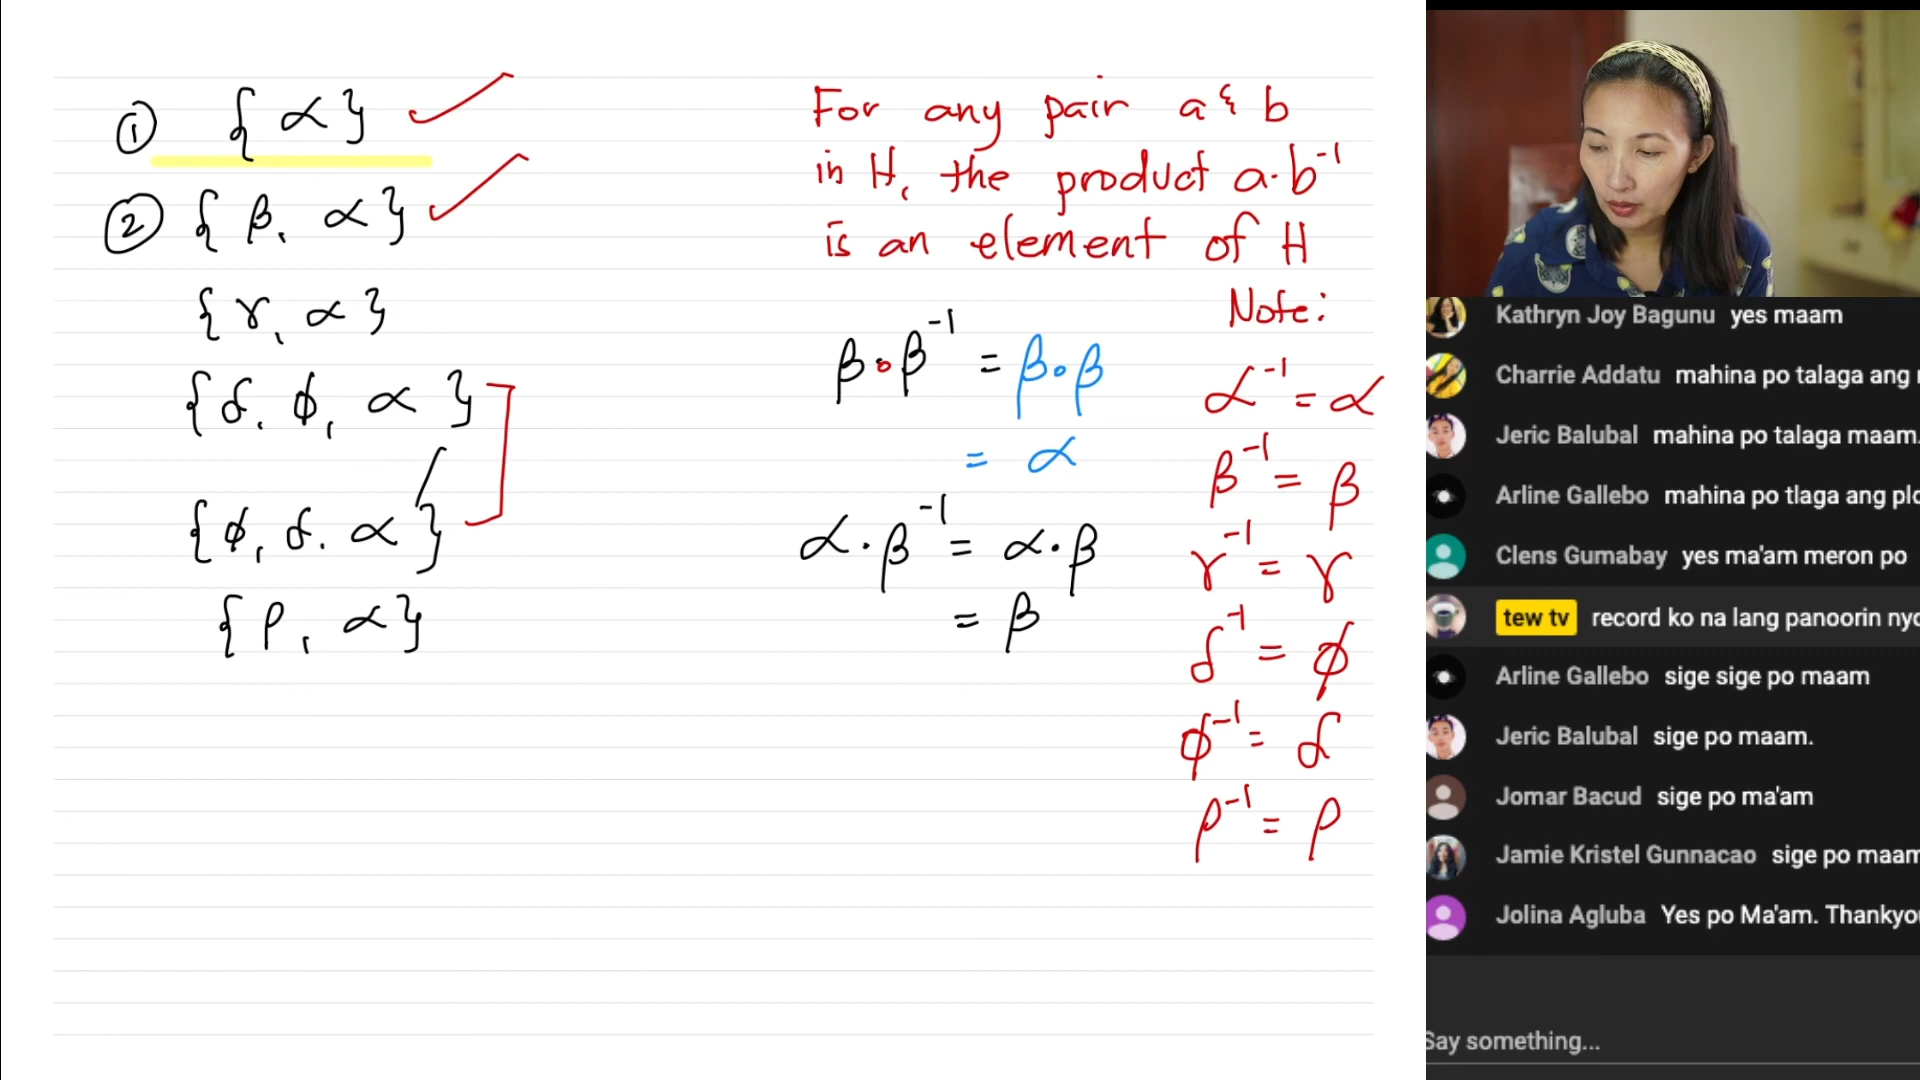 ① { α }
② { β, α }
{ γ, α }
{ δ, ϕ, α }
{ ϕ, δ, α }
{ ρ, α }
For any pair a & b
in H, the product a·b⁻¹
is an element of H
β∘β⁻¹ = β∘β
= α
α·β⁻¹ = α·β
= β
Note:
α⁻¹ = α
β⁻¹ = β
γ⁻¹ = γ
δ⁻¹ = ϕ
ϕ⁻¹ = δ
ρ⁻¹ = ρ
Kathryn Joy Bagunu yes maam
Charrie Addatu mahina po talaga ang
Jeric Balubal mahina po talaga maam.
Arline Gallebo mahina po tlaga ang
Clens Gumabay yes ma'am meron po
tew tv record ko na lang panoorin
Arline Gallebo sige sige po maam
Jeric Balubal sige po maam.
Jomar Bacud sige po ma'am
Jamie Kristel Gunnacao sige po maam
Jolina Agluba Yes po Ma'am.
Say something...